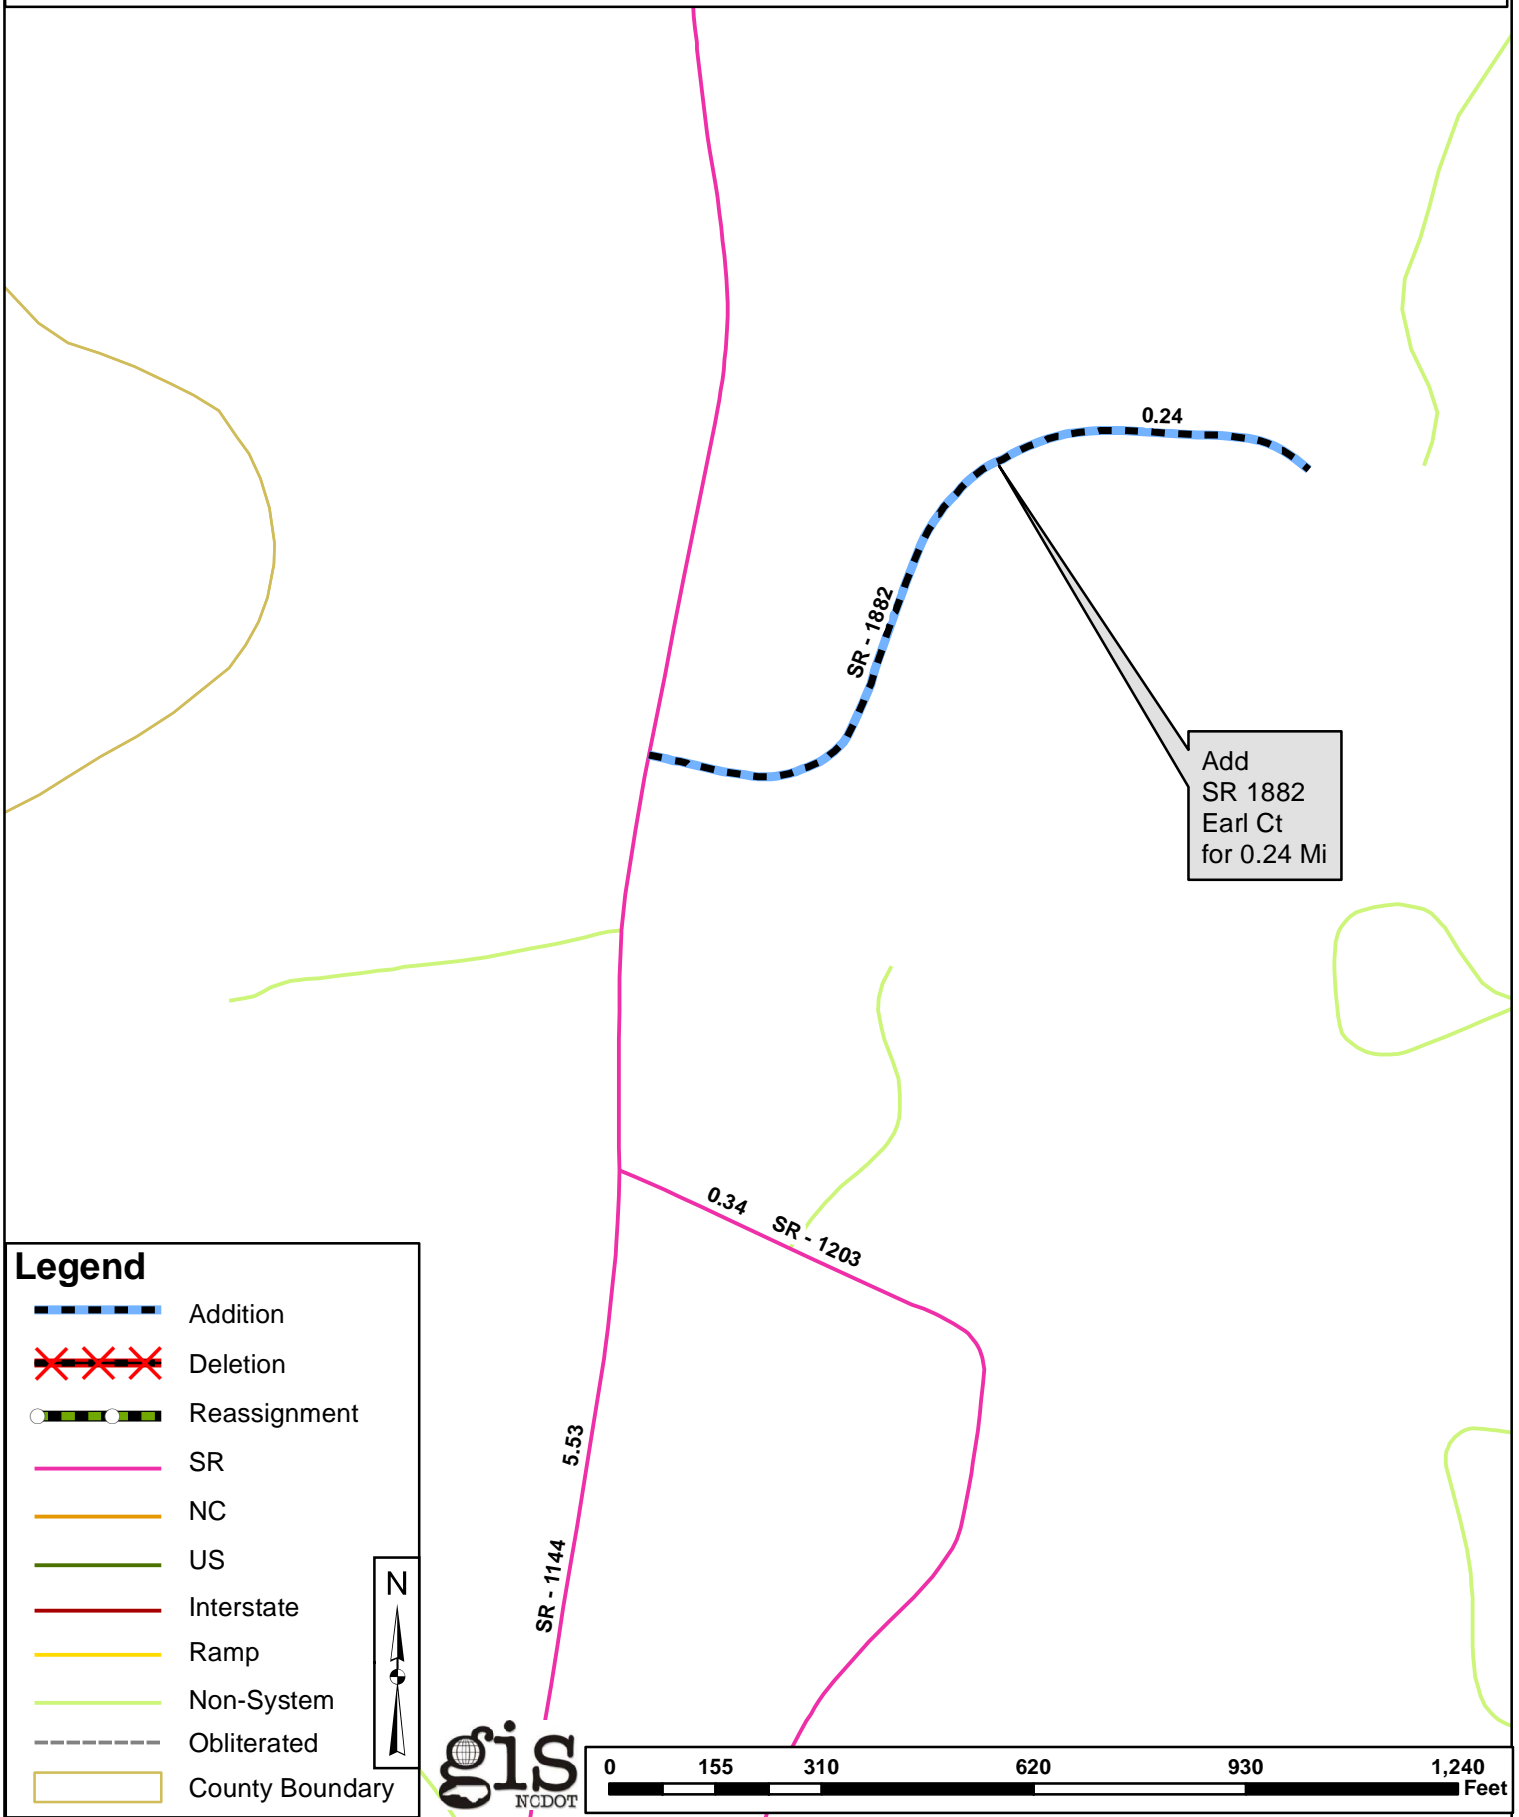 0.24
SR - 1882
Add
SR 1882
Earl Ct
for 0.24 Mi
0.34 SR - 1203
5.53
SR - 1144
Legend
Addition
Deletion
Reassignment
SR
NC
US
Interstate
Ramp
Non-System
Obliterated
County Boundary
N
gis
NCDOT
0 155 310 620 930 1,240
Feet